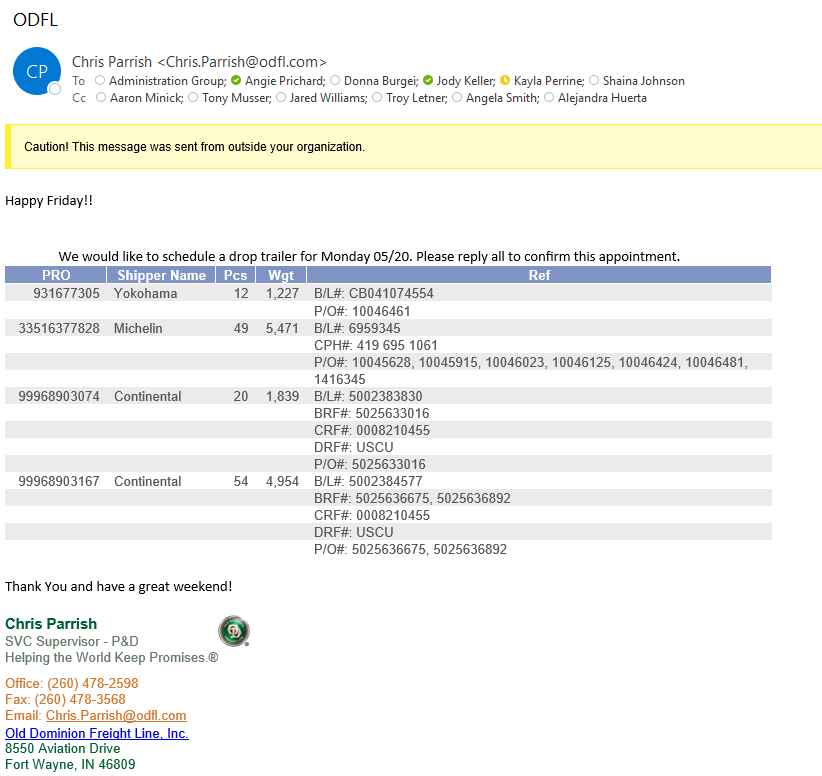 ODFL
CP
Chris Parrish <Chris.Parrish@odfl.com>
To Administration Group; Angie Prichard; Donna Burgei; Jody Keller; Kayla Perrine; Shaina Johnson
Cc Aaron Minick; Tony Musser; Jared Williams; Troy Letner; Angela Smith; Alejandra Huerta
Caution! This message was sent from outside your organization.
Happy Friday!!
We would like to schedule a drop trailer for Monday 05/20. Please reply all to confirm this appointment.
PRO Shipper Name Pcs Wgt Ref
931677305 Yokohama 12 1,227 B/L#: CB041074554
P/O#: 10046461
33516377828 Michelin 49 5,471 B/L#: 6959345
CPH#: 419 695 1061
P/O#: 10045628, 10045915, 10046023, 10046125, 10046424, 10046481,
1416345
99968903074 Continental 20 1,839 B/L#: 5002383830
BRF#: 5025633016
CRF#: 0008210455
DRF#: USCU
P/O#: 5025633016
99968903167 Continental 54 4,954 B/L#: 5002384577
BRF#: 5025636675, 5025636892
CRF#: 0008210455
DRF#: USCU
P/O#: 5025636675, 5025636892
Thank You and have a great weekend!
Chris Parrish
SVC Supervisor - P&D
Helping the World Keep Promises.®
Office: (260) 478-2598
Fax: (260) 478-3568
Email: Chris.Parrish@odfl.com
Old Dominion Freight Line, Inc.
8550 Aviation Drive
Fort Wayne, IN 46809